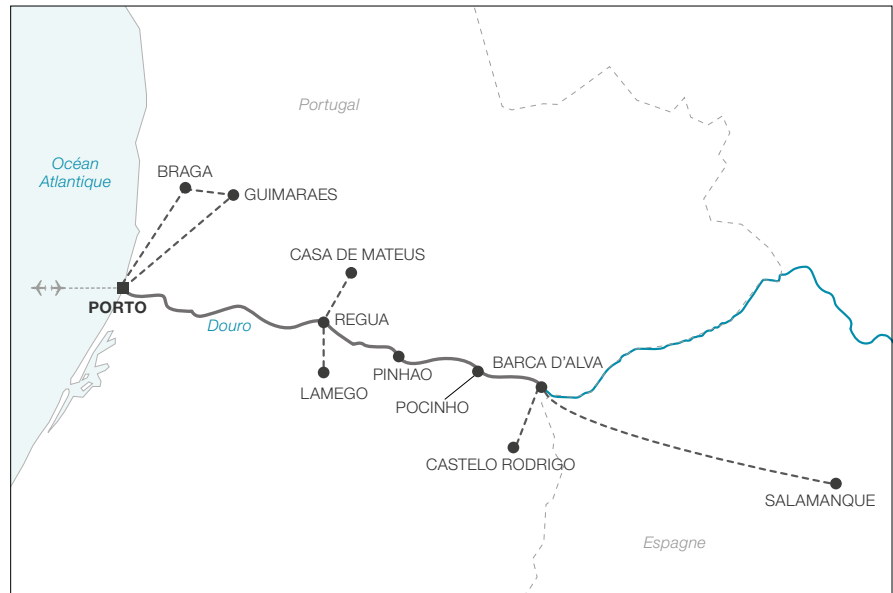 Portugal
Océan
Atlantique
BRAGA
GUIMARAES
CASA DE MATEUS
PORTO
Douro
REGUA
PINHAO
BARCA D'ALVA
LAMEGO
POCINHO
CASTELO RODRIGO
SALAMANQUE
Espagne